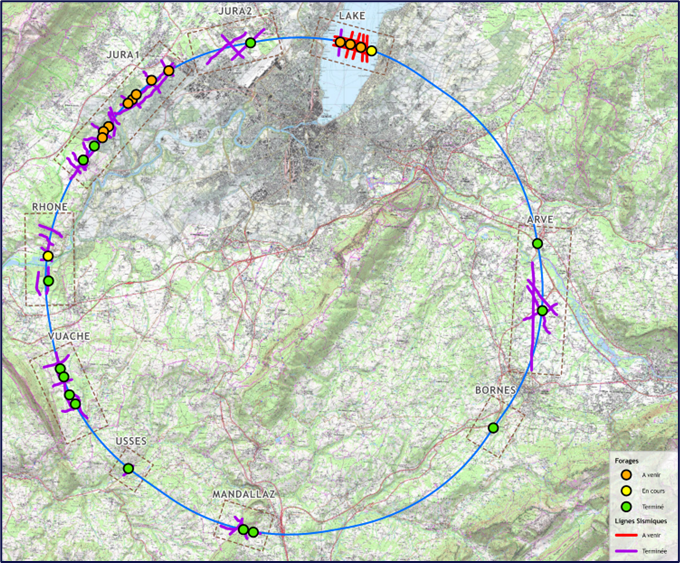 JURA2
LAKE
JURA1
RHONE
ARVE
VUACHE
BORNES
USSES
MANDALLAZ
Forages
A venir
En cours
Terminé
Lignes Sismiques
A venir
Terminée